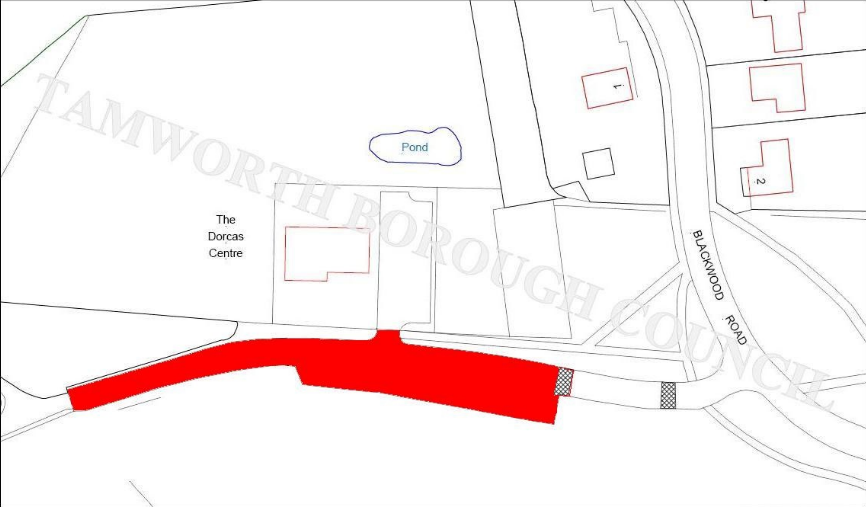 TAMWORTH BOROUGH COUNCIL
1
Pond
2
The
Dorcas
Centre
BLACKWOOD ROAD